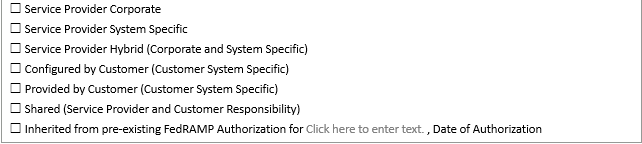 ☐ Service Provider Corporate
☐ Service Provider System Specific
☐ Service Provider Hybrid (Corporate and System Specific)
☐ Configured by Customer (Customer System Specific)
☐ Provided by Customer (Customer System Specific)
☐ Shared (Service Provider and Customer Responsibility)
☐ Inherited from pre-existing FedRAMP Authorization for Click here to enter text. , Date of Authorization